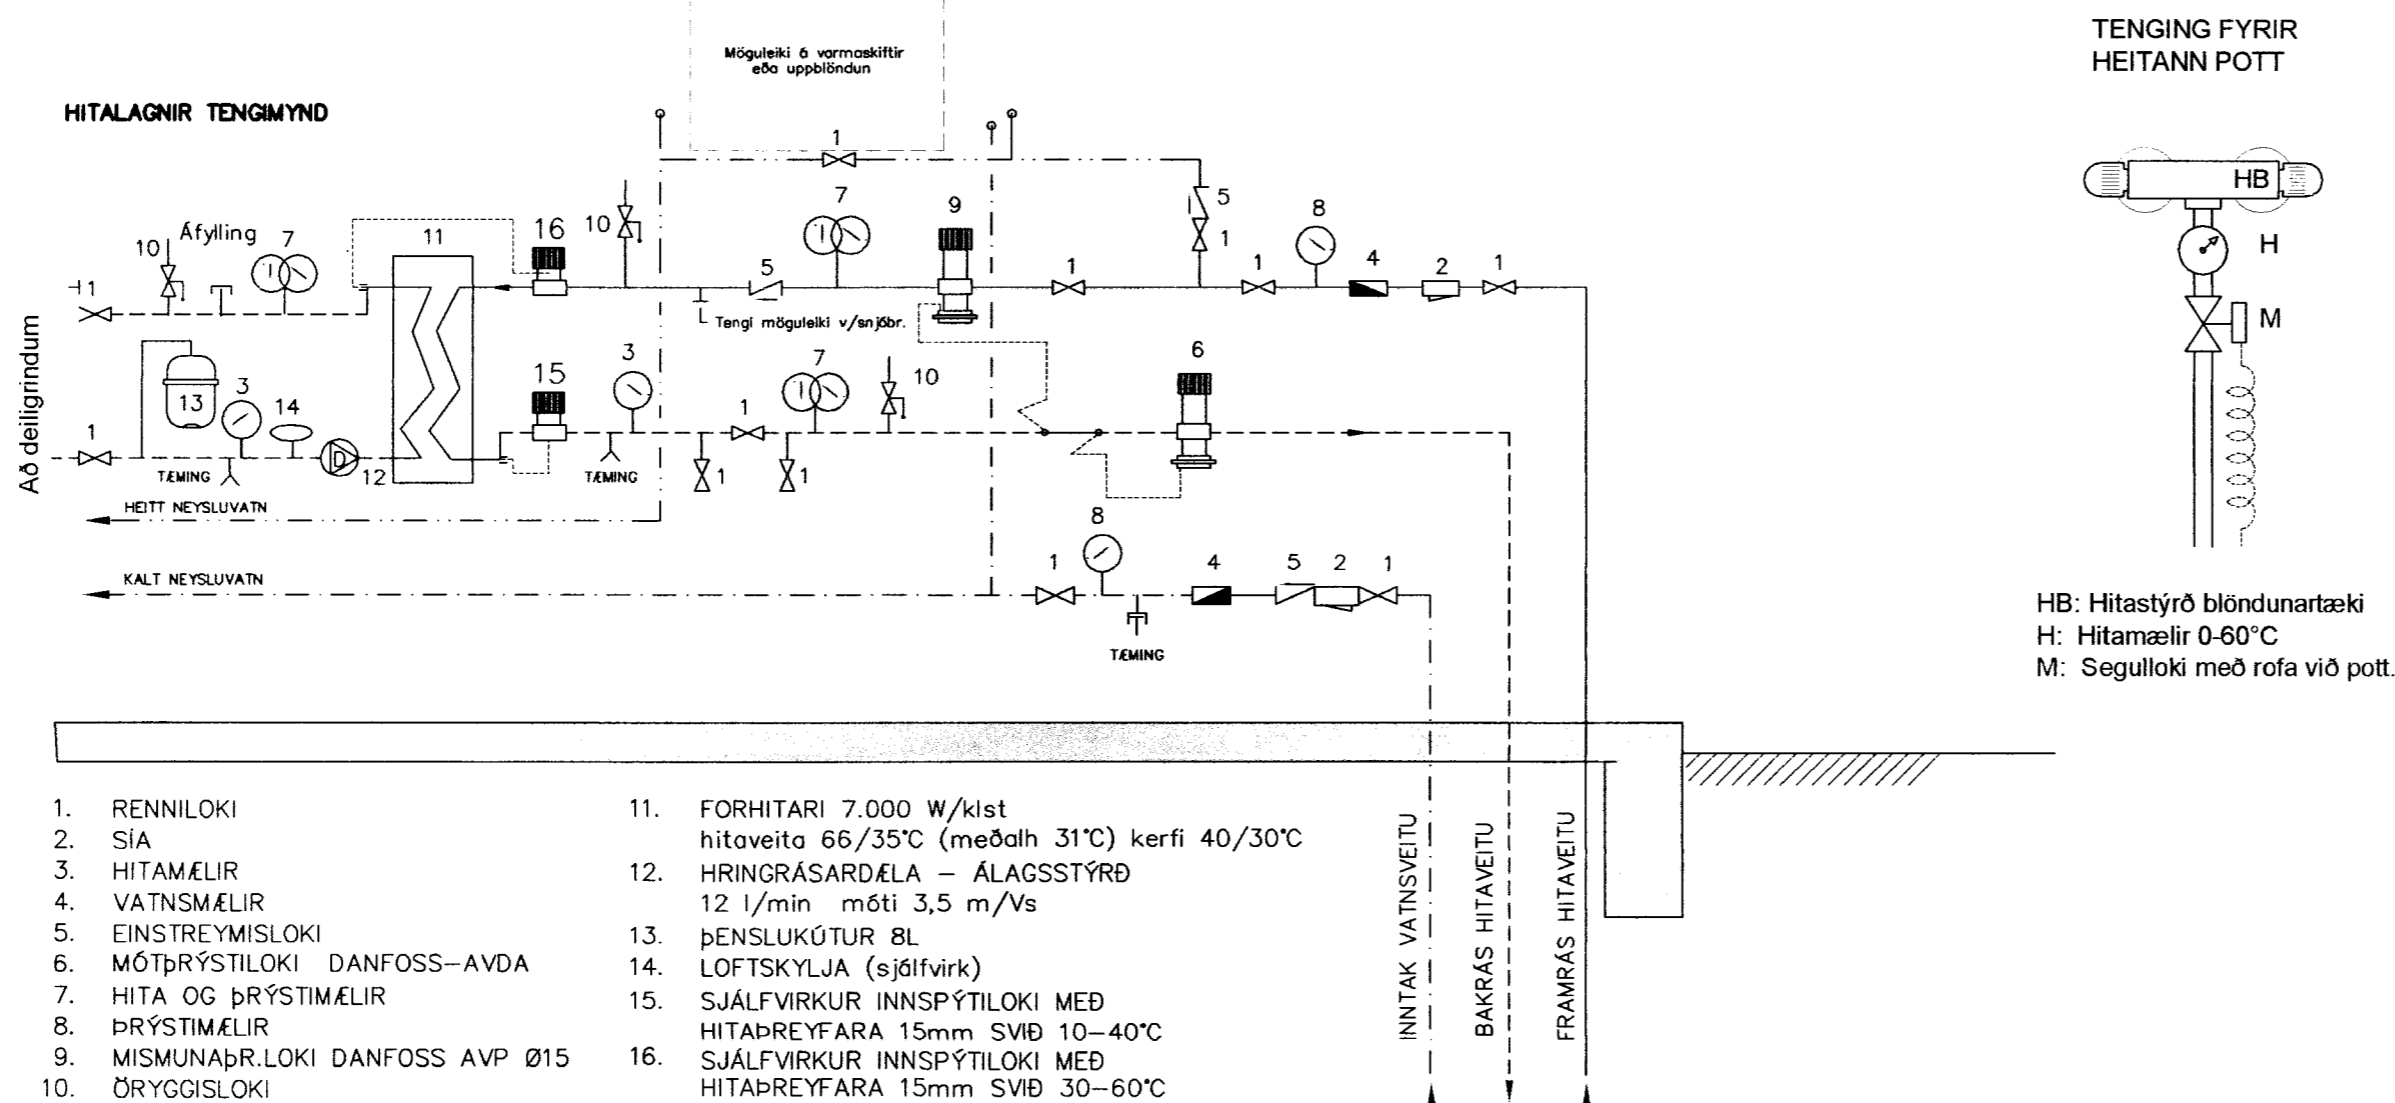 Möguleiki á varmaskiftir
eða uppblöndun
TENGING FYRIR
HEITANN POTT
HITALAGNIR TENGIMYND
1
7
9
5
8
10
16
11
Áfylling
7
10
1
5
1
1
1
4
2
1
HB
H
M
Tengi möguleiki v/snjóbr.
Að deiligrindum
1
13
3
14
12
D
TÆMING
15
3
TÆMING
1
7
10
6
1
1
HEITT NEYSLUVATN
KALT NEYSLUVATN
1
8
4
5
2
1
TÆMING
HB: Hitastýrð blöndunartæki
H: Hitamælir 0-60°C
M: Segulloki með rofa við pott.
1. RENNILOKI
2. SÍA
3. HITAMÆLIR
4. VATNSMÆLIR
5. EINSTREYMISLOKI
6. MÓTÞRÝSTILOKI DANFOSS-AVDA
7. HITA OG ÞRÝSTIMÆLIR
8. ÞRÝSTIMÆLIR
9. MISMUNAÞR.LOKI DANFOSS AVP Ø15
10. ÖRYGGISLOKI
11. FORHITARI 7.000 W/klst
hitaveita 66/35°C (meðalh 31°C) kerfi 40/30°C
12. HRINGRÁSARDÆLA - ÁLAGSSTÝRÐ
12 l/min móti 3,5 m/Vs
13. ÞENSLUKÚTUR 8L
14. LOFTSKYLJA (sjálfvirk)
15. SJÁLFVIRKUR INNSPÝTILOKI MEÐ
HITAÞREYFARA 15mm SVIÐ 10-40°C
16. SJÁLFVIRKUR INNSPÝTILOKI MEÐ
HITAÞREYFARA 15mm SVIÐ 30-60°C
INNTAK VATNSVEITU
BAKRÁS HITAVEITU
FRAMRÁS HITAVEITU